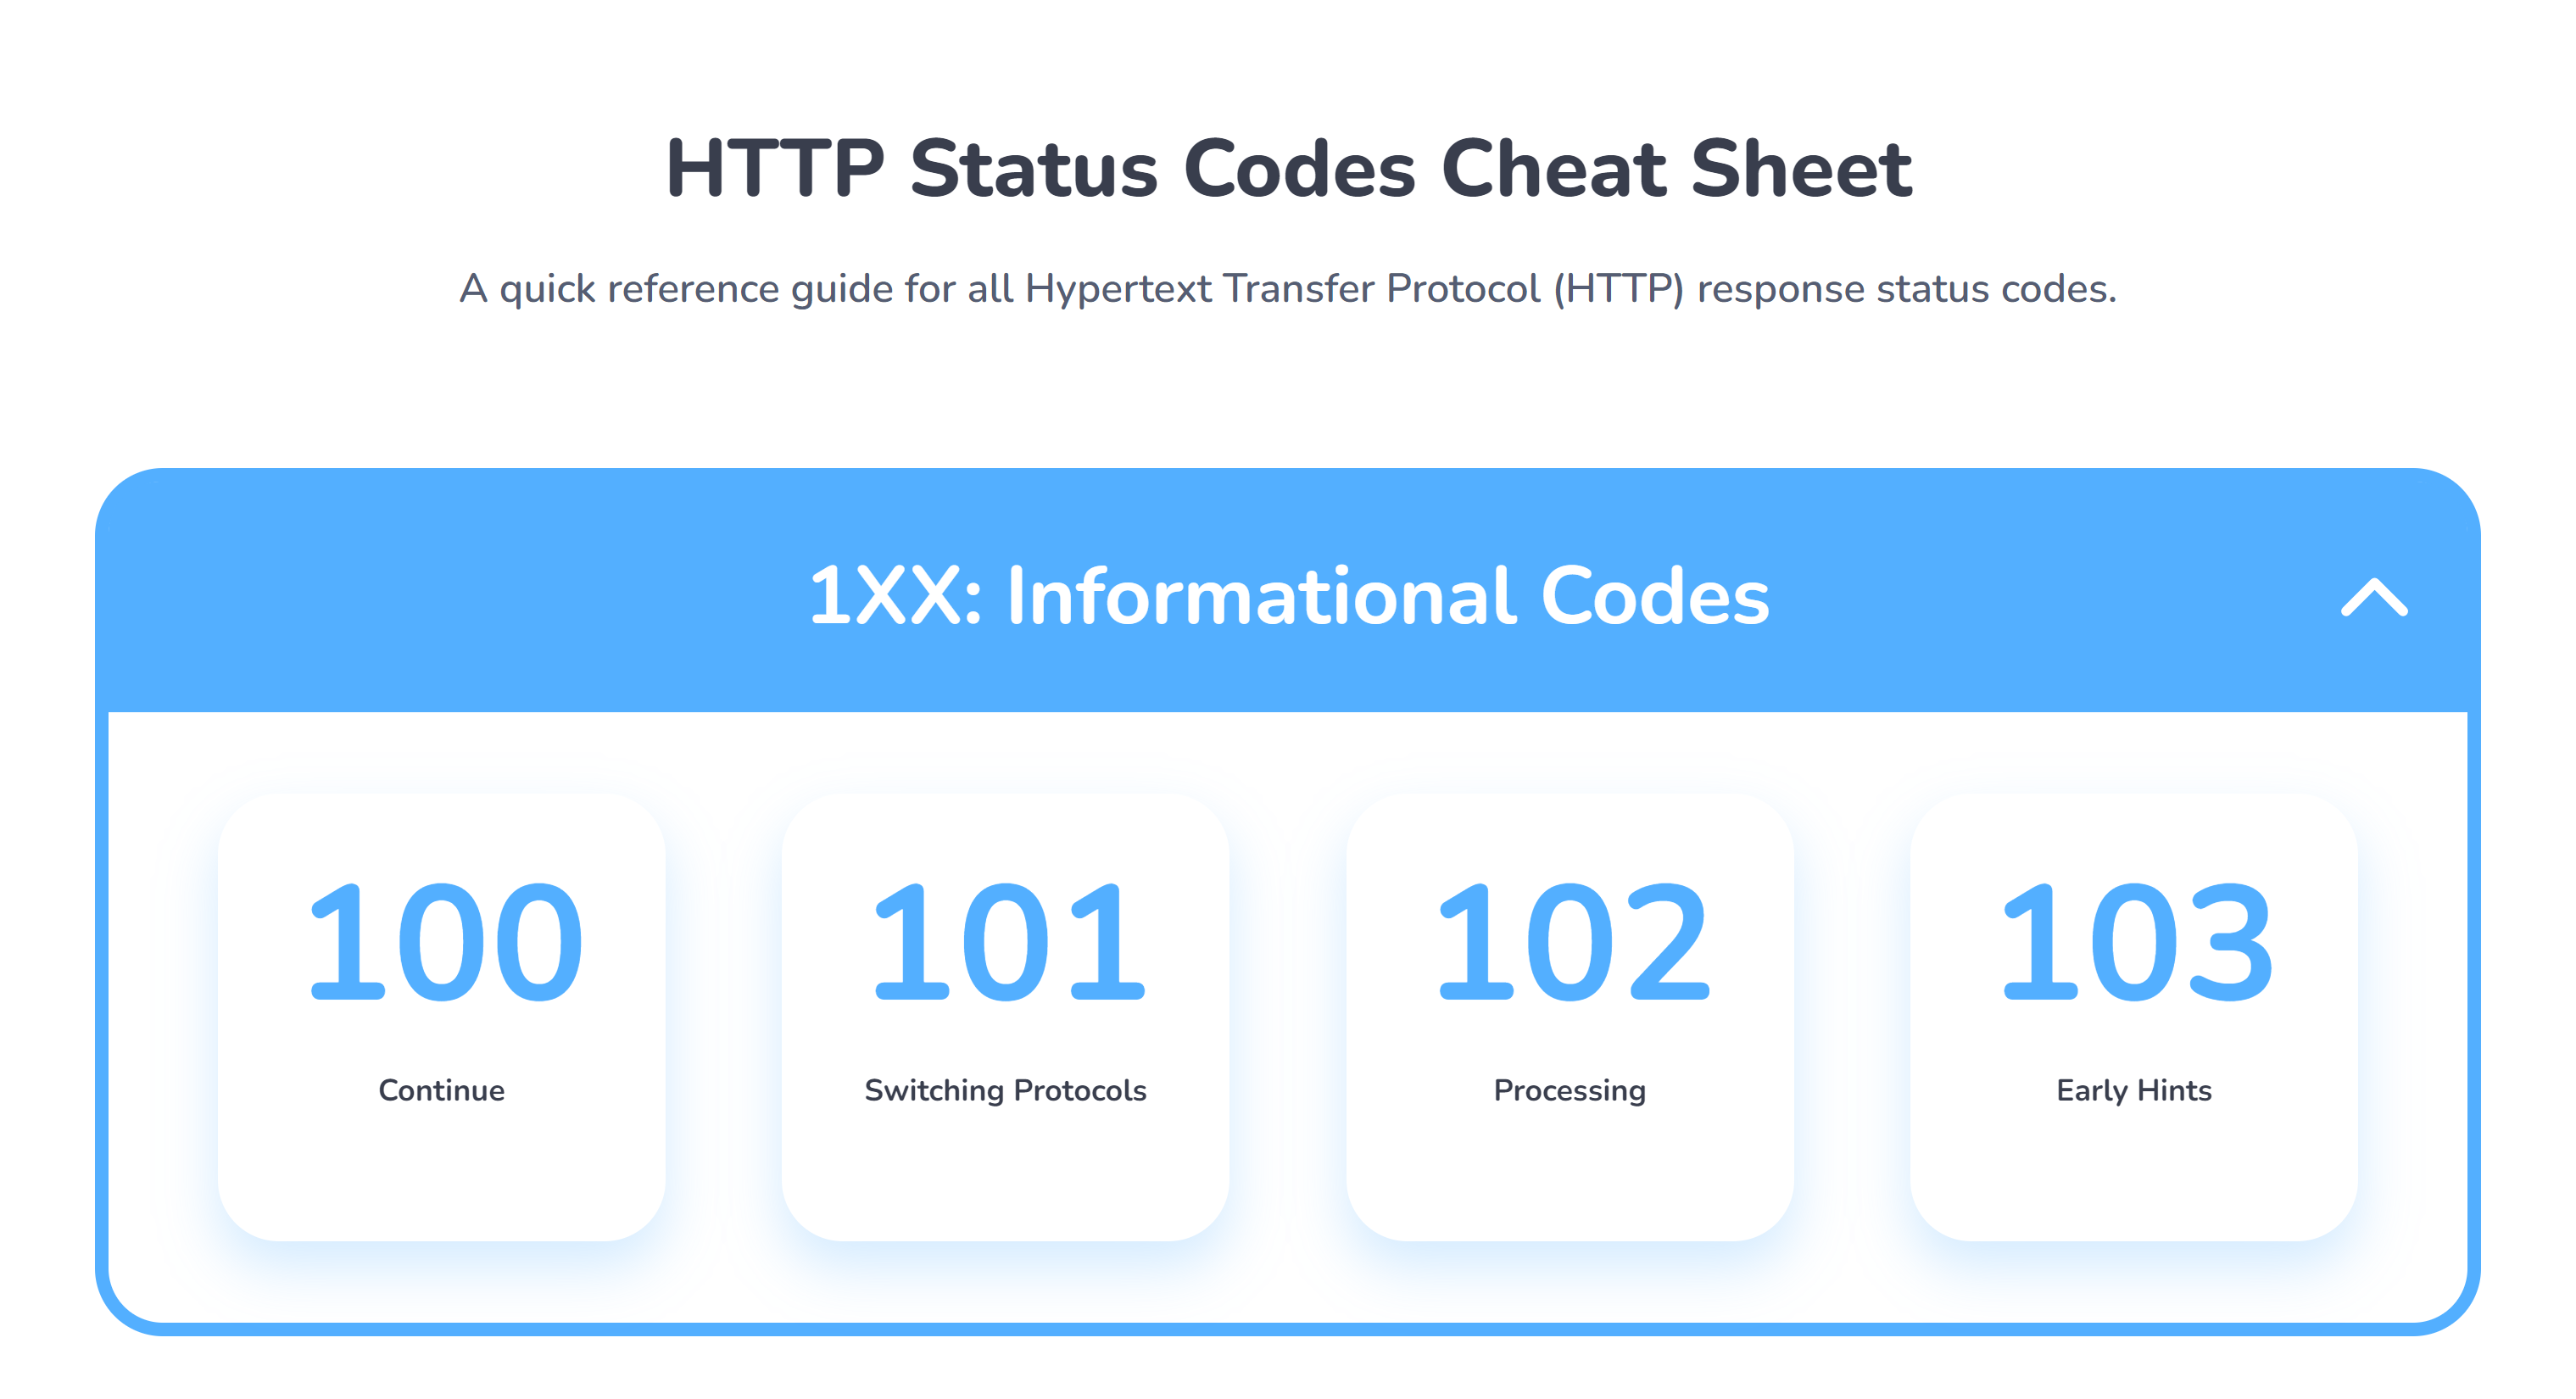 HTTP Status Codes Cheat Sheet
A quick reference guide for all Hypertext Transfer Protocol (HTTP) response status codes.
1XX: Informational Codes
100
Continue
101
Switching Protocols
102
Processing
103
Early Hints